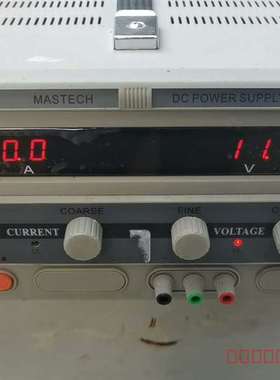 MASTECH DC POWER SUPPLY
0.0 11.
A V
COARSE FINE
CURRENT VOLTAGE